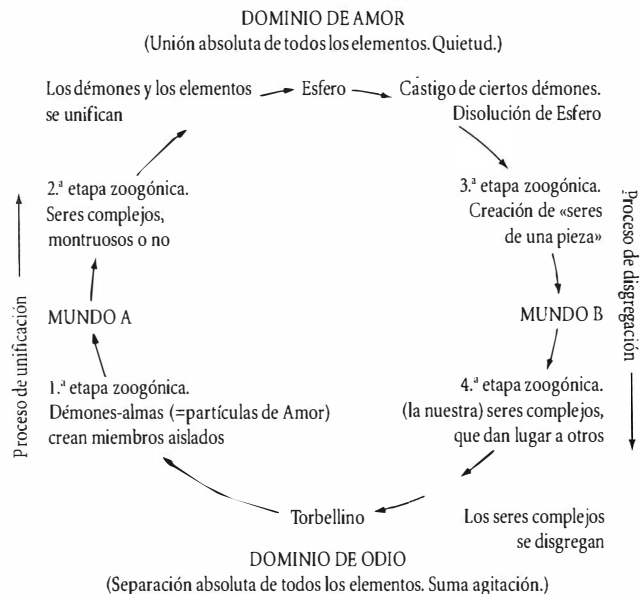 DOMINIO DE AMOR
(Unión absoluta de todos los elementos. Quietud.)
Los démones y los elementos
se unifican
Esfero
Castigo de ciertos démones.
Disolución de Esfero
2.ª etapa zoogónica.
Seres complejos,
montruosos o no
3.ª etapa zoogónica.
Creación de «seres
de una pieza»
Proceso de unificación
Proceso de disgregación
MUNDO A
MUNDO B
1.ª etapa zoogónica.
Démones-almas (=partículas de Amor)
crean miembros aislados
4.ª etapa zoogónica.
(la nuestra) seres complejos,
que dan lugar a otros
Torbellino
Los seres complejos
se disgregan
DOMINIO DE ODIO
(Separación absoluta de todos los elementos. Suma agitación.)